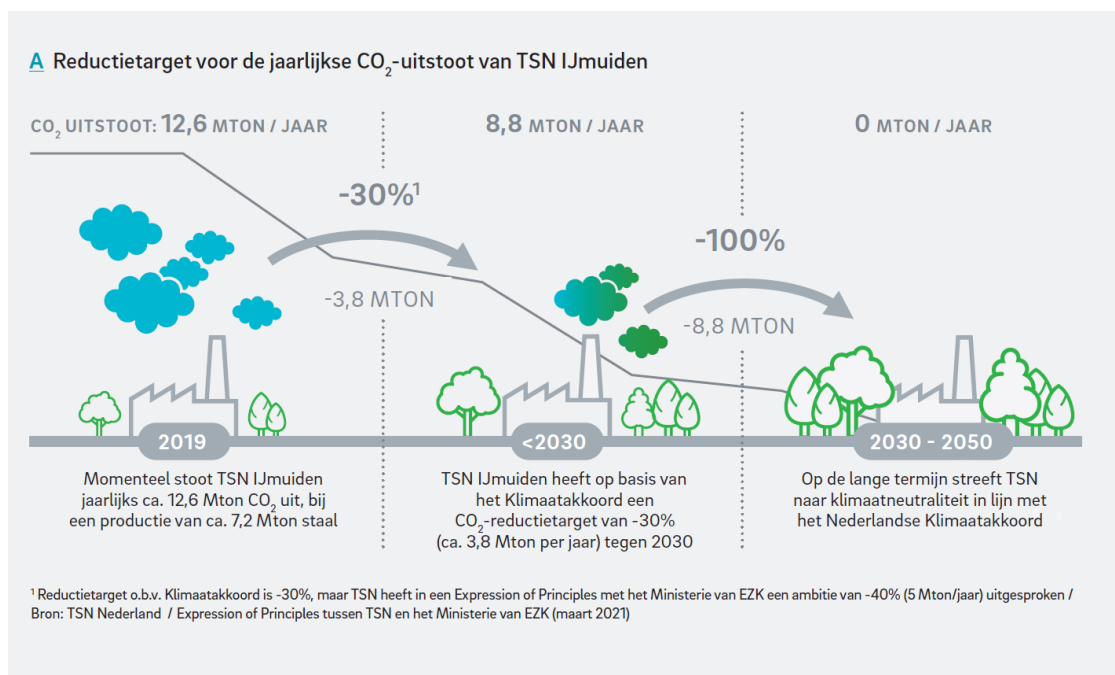 A Reductietarget voor de jaarlijkse CO₂-uitstoot van TSN IJmuiden
CO₂ UITSTOOT: 12,6 MTON / JAAR
8,8 MTON / JAAR
0 MTON / JAAR
-30%¹
-100%
-3,8 MTON
-8,8 MTON
2019
<2030
2030 - 2050
Momenteel stoot TSN IJmuiden
jaarlijks ca. 12,6 Mton CO₂ uit, bij
een productie van ca. 7,2 Mton staal
TSN IJmuiden heeft op basis van
het Klimaatakkoord een
CO₂-reductietarget van -30%
(ca. 3,8 Mton per jaar) tegen 2030
Op de lange termijn streeft TSN
naar klimaatneutraliteit in lijn met
het Nederlandse Klimaatakkoord
¹ Reductietarget o.b.v. Klimaatakkoord is -30%, maar TSN heeft in een Expression of Principles met het Ministerie van EZK een ambitie van -40% (5 Mton/jaar) uitgesproken /
Bron: TSN Nederland / Expression of Principles tussen TSN en het Ministerie van EZK (maart 2021)